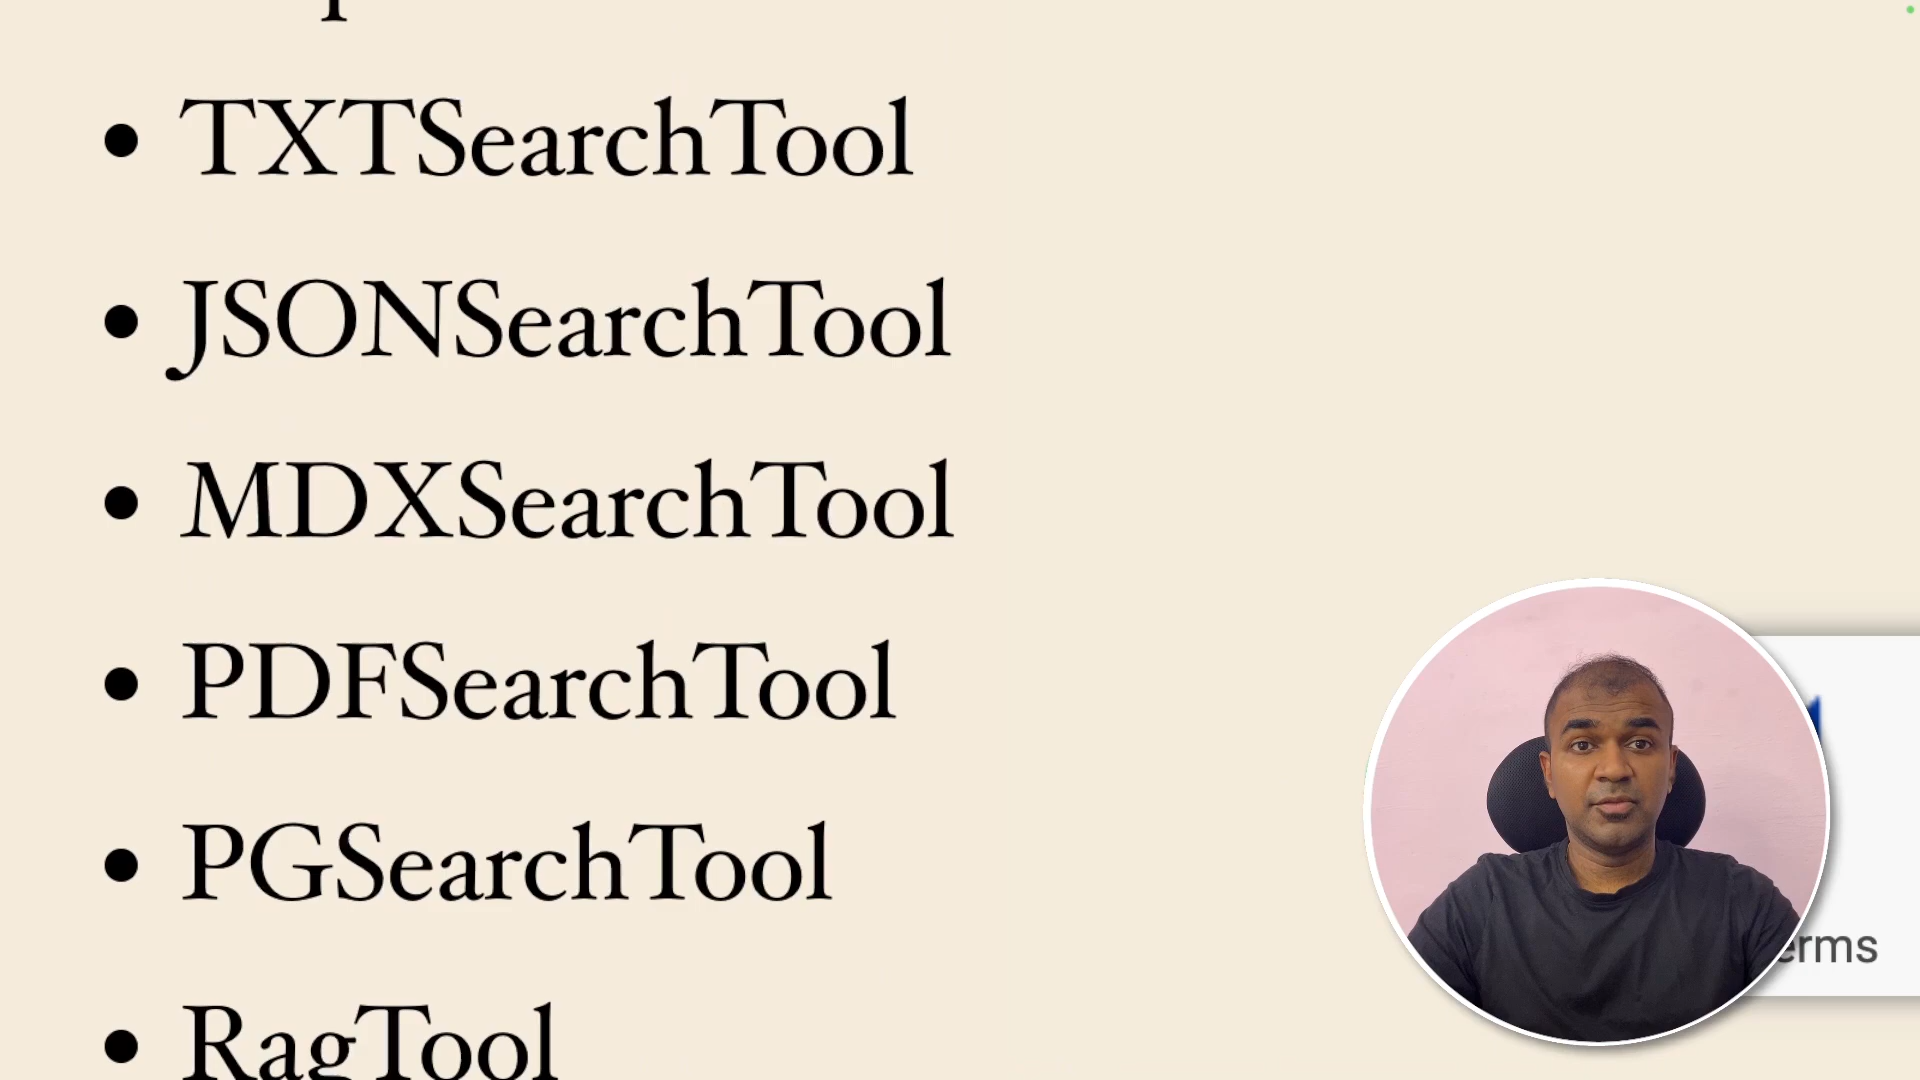 • TXTSearchTool
• JSONSearchTool
• MDXSearchTool
• PDFSearchTool
• PGSearchTool
• RagTool